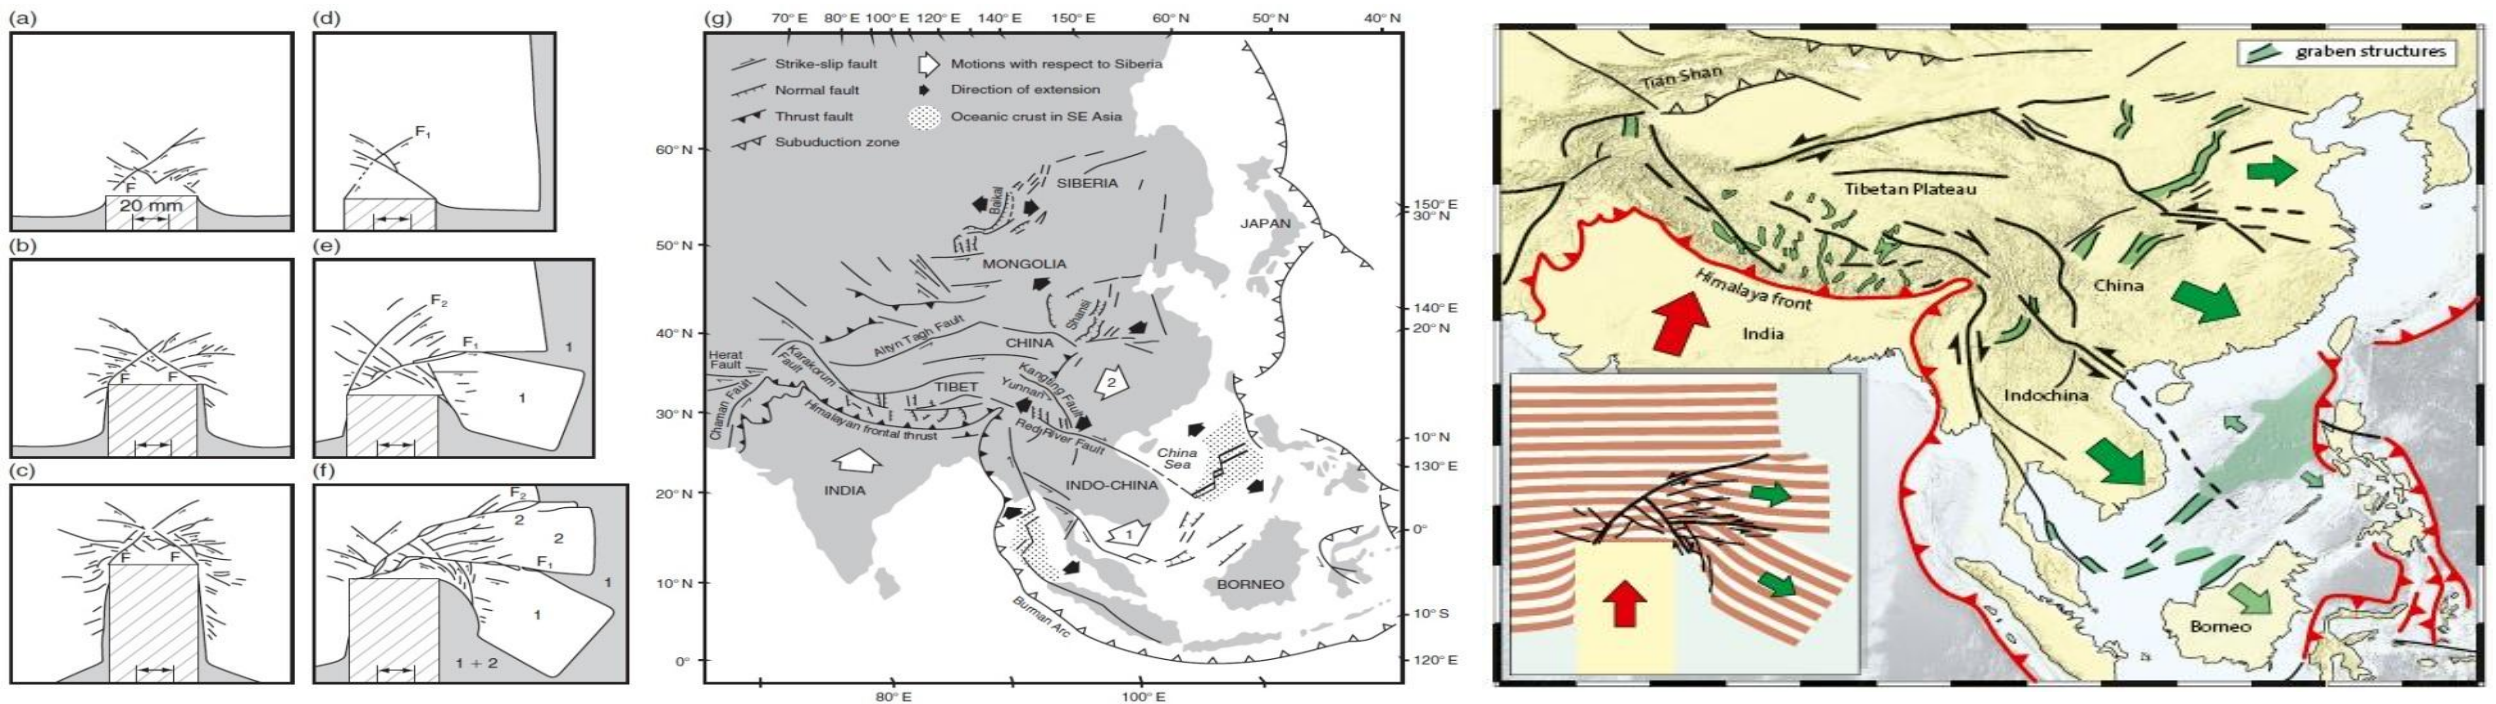 (a)
F
20 mm
(b)
F
F
(c)
F
F
(d)
F1
(e)
F2
F1
1
1
(f)
F2
2
2
F1
1
1
1 + 2
(g)
70° E 80° E 100° E 120° E 140° E 150° E 60° N 50° N 40° N
Strike-slip fault
Normal fault
Thrust fault
Sududuction zone
Motions with respect to Siberia
Direction of extension
Oceanic crust in SE Asia
60° N
50° N
40° N
30° N
20° N
10° N
0°
150° E
30° N
140° E
20° N
10° N
130° E
0°
10° S
120° E
80° E 100° E
SIBERIA
Baikal
JAPAN
MONGOLIA
Shansi
Altyn Tagh Fault
CHINA
Herat
Fault
Karakorum
Fault
Chaman Fault
TIBET
Kangting Fault
Yunnan
2
Himalayan frontal thrust
Red River Fault
China
Sea
INDIA
INDO-CHINA
1
BORNEO
Burman Arc
graben structures
Tian Shan
Tibetan Plateau
Himalaya front
India
China
Indochina
Borneo